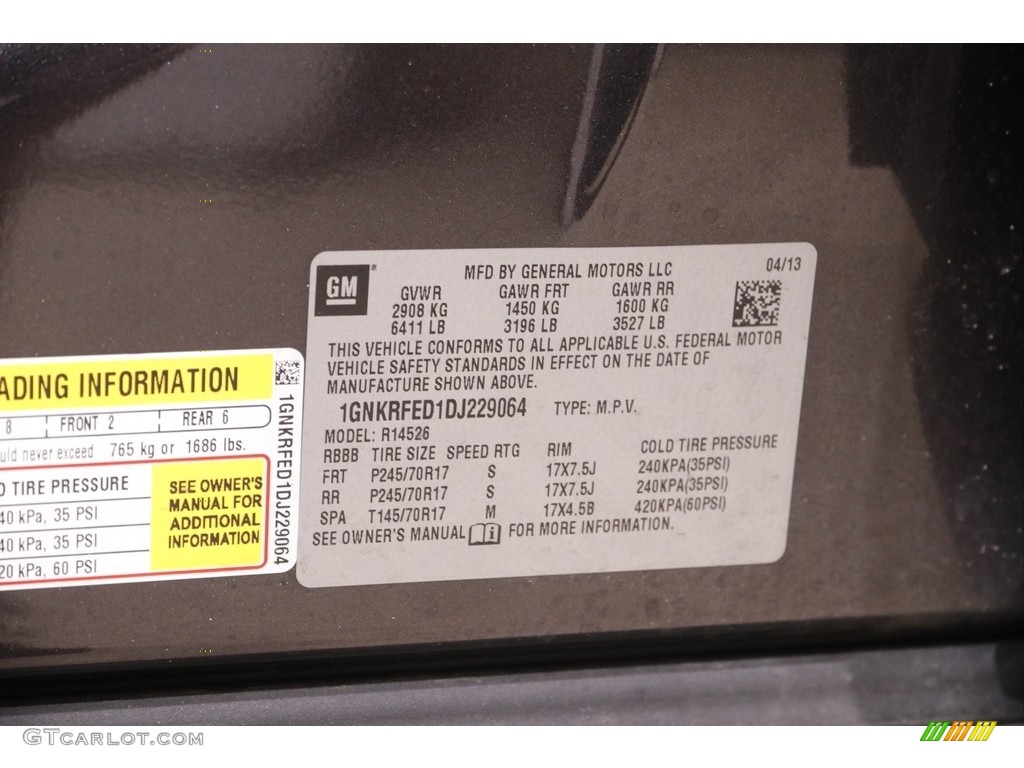 GM
MFD BY GENERAL MOTORS LLC
04/13
GVWR GAWR FRT GAWR RR
2908 KG 1450 KG 1600 KG
6411 LB 3196 LB 3527 LB
THIS VEHICLE CONFORMS TO ALL APPLICABLE U.S. FEDERAL MOTOR
VEHICLE SAFETY STANDARDS IN EFFECT ON THE DATE OF
MANUFACTURE SHOWN ABOVE.
1GNKRFED1DJ229064 TYPE: M.P.V.
MODEL: R14526
RBBB TIRE SIZE SPEED RTG RIM COLD TIRE PRESSURE
FRT P245/70R17 S 17X7.5J 240KPA(35PSI)
RR P245/70R17 S 17X7.5J 240KPA(35PSI)
SPA T145/70R17 M 17X4.5B 420KPA(60PSI)
SEE OWNER'S MANUAL FOR MORE INFORMATION.
ADING INFORMATION
8 FRONT 2 REAR 6
uld never exceed 765 kg or 1686 lbs.
D TIRE PRESSURE
40 kPa, 35 PSI
40 kPa, 35 PSI
20 kPa, 60 PSI
SEE OWNER'S
MANUAL FOR
ADDITIONAL
INFORMATION
1GNKRFED1DJ229064
GTcarlot.com